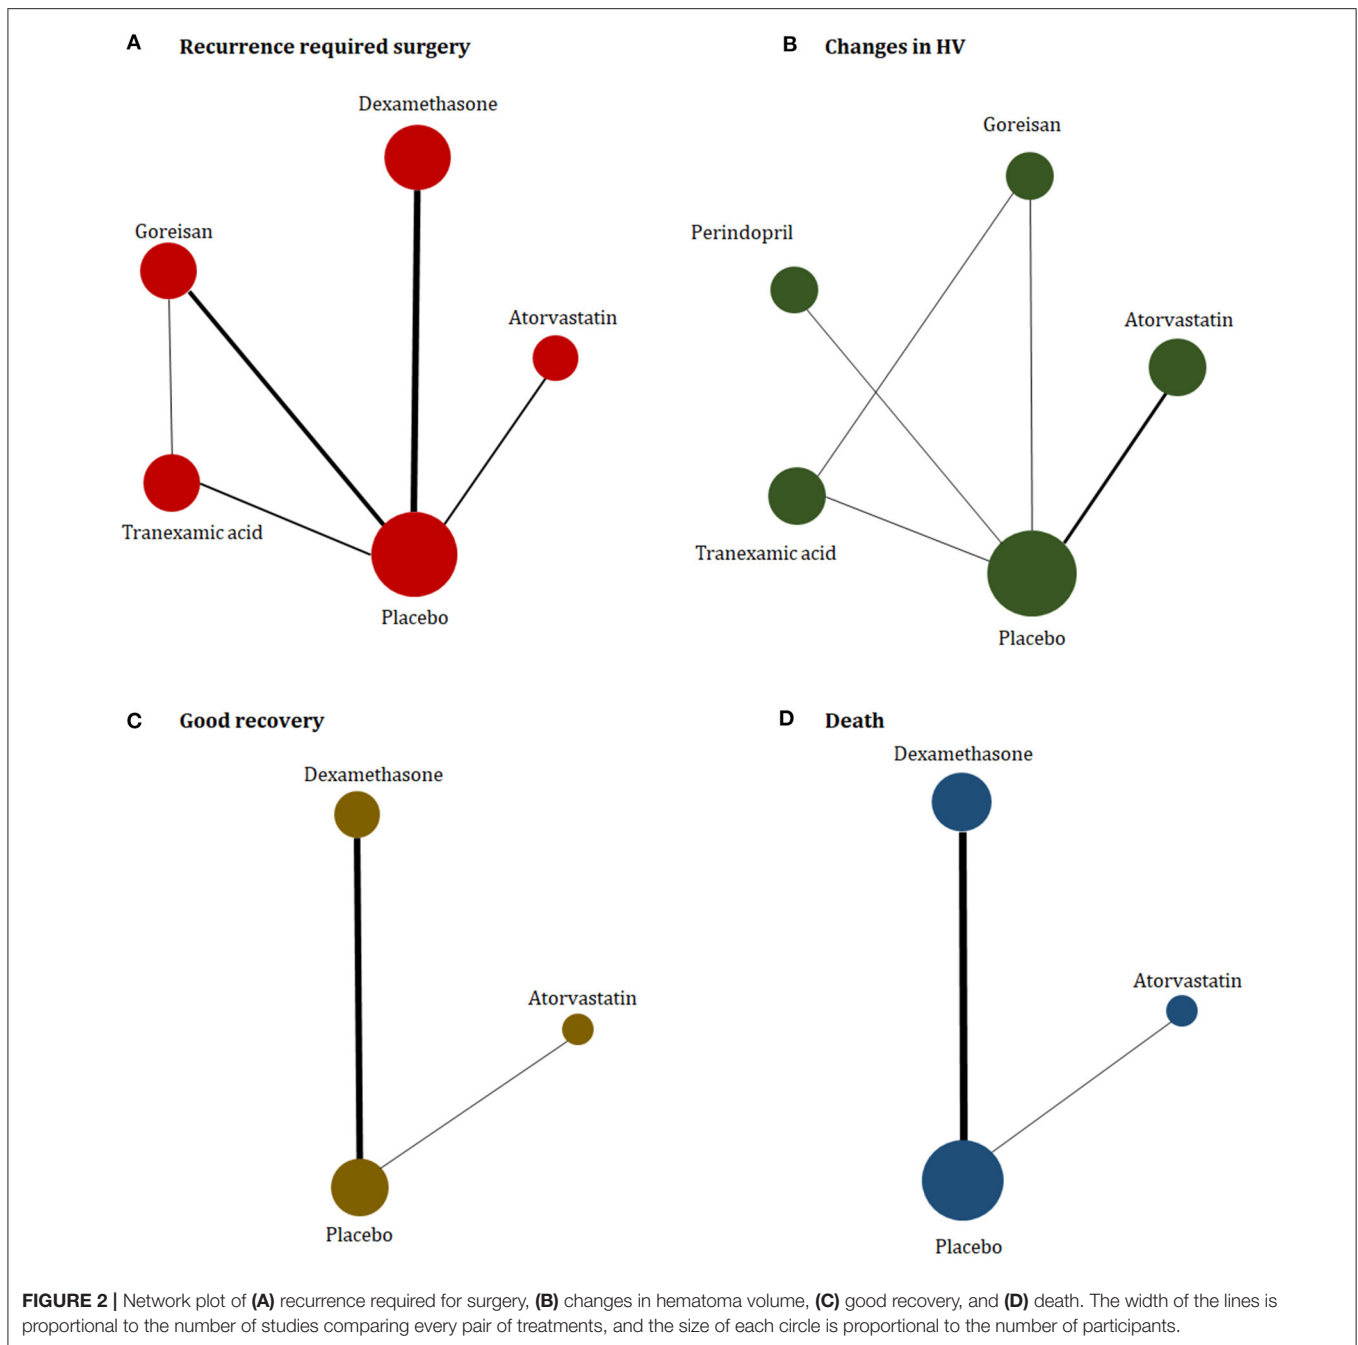 A Recurrence required surgery
Dexamethasone
Goreisan
Atorvastatin
Tranexamic acid
Placebo
B Changes in HV
Goreisan
Perindopril
Atorvastatin
Tranexamic acid
Placebo
C Good recovery
Dexamethasone
Atorvastatin
Placebo
D Death
Dexamethasone
Atorvastatin
Placebo
FIGURE 2 | Network plot of (A) recurrence required for surgery, (B) changes in hematoma volume, (C) good recovery, and (D) death. The width of the lines is
proportional to the number of studies comparing every pair of treatments, and the size of each circle is proportional to the number of participants.